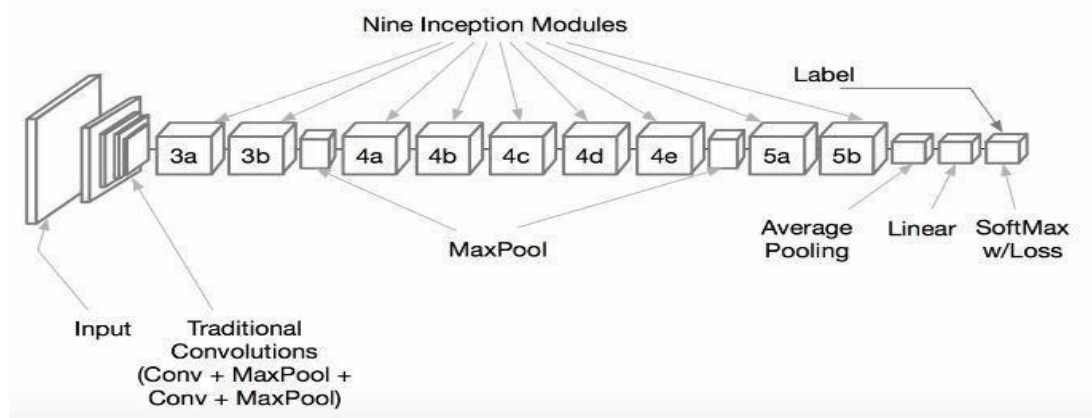 Nine Inception Modules
Label
3a
3b
4a
4b
4c
4d
4e
5a
5b
MaxPool
Average
Pooling
Linear
SoftMax
w/Loss
Input
Traditional
Convolutions
(Conv + MaxPool +
Conv + MaxPool)